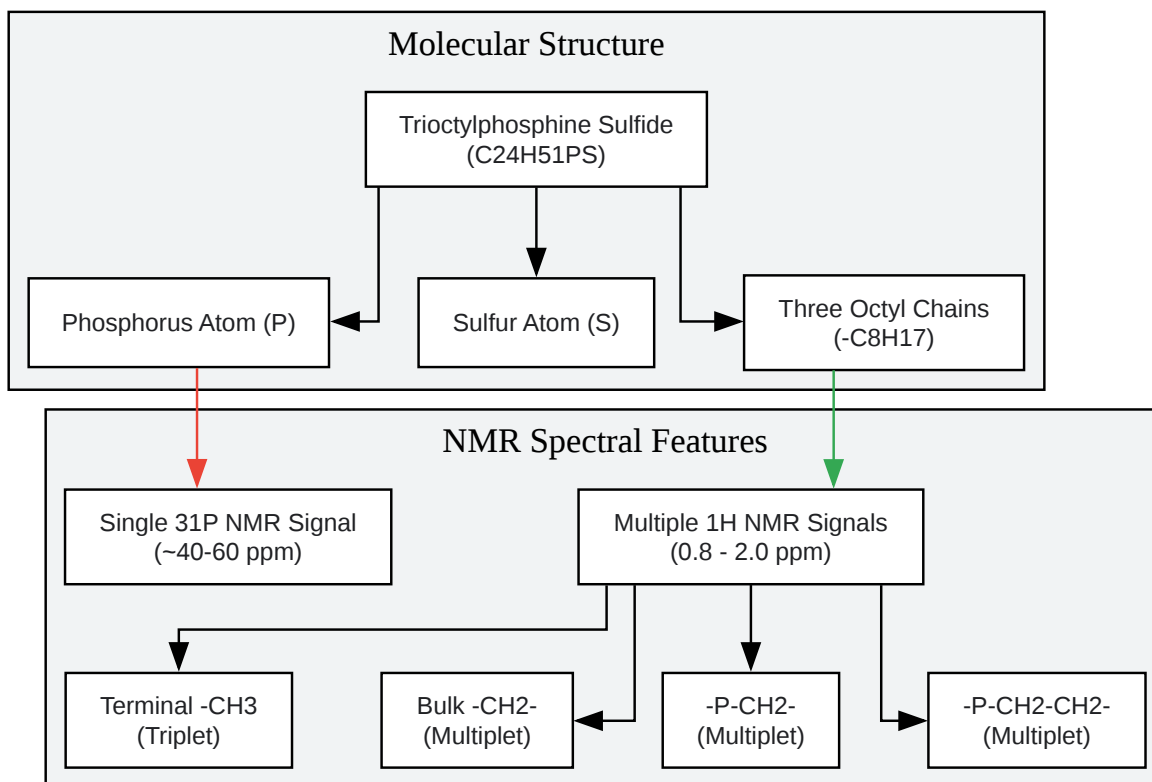 Molecular Structure
Trioctylphosphine Sulfide
(C24H51PS)
Phosphorus Atom (P)
Sulfur Atom (S)
Three Octyl Chains
(-C8H17)
NMR Spectral Features
Single 31P NMR Signal
(~40-60 ppm)
Multiple 1H NMR Signals
(0.8 - 2.0 ppm)
Terminal -CH3
(Triplet)
Bulk -CH2-
(Multiplet)
-P-CH2-
(Multiplet)
-P-CH2-CH2-
(Multiplet)